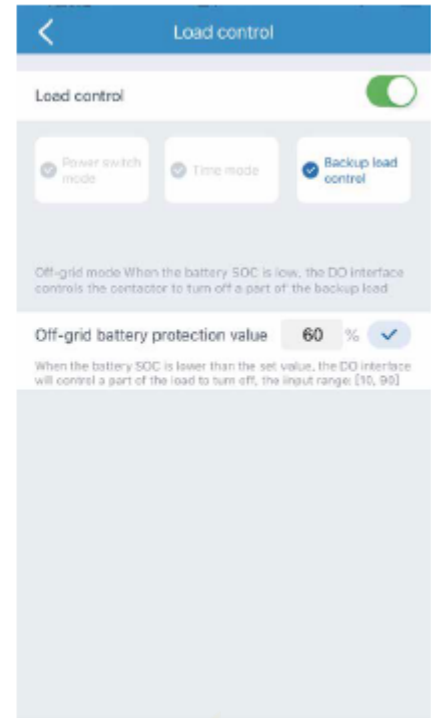 Load control
Load control
Power switch
mode
Time mode
Backup load
control
Off-grid mode When the battery SOC is low, the DO interface
controls the contactor to turn off a part of the backup load
Off-grid battery protection value 60 %
When the battery SOC is lower than the set value, the DO interface
will control a part of the load to turn off, the input range: [10, 90]